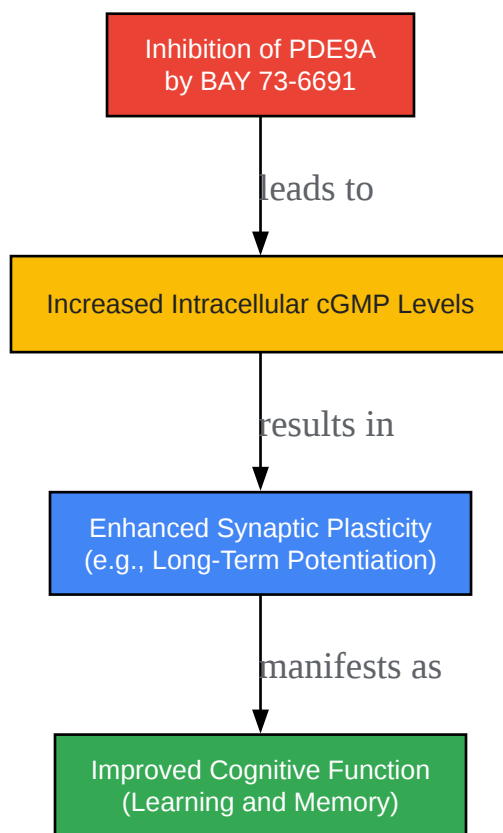 Inhibition of PDE9A
by BAY 73-6691
leads to
Increased Intracellular cGMP Levels
results in
Enhanced Synaptic Plasticity
(e.g., Long-Term Potentiation)
manifests as
Improved Cognitive Function
(Learning and Memory)